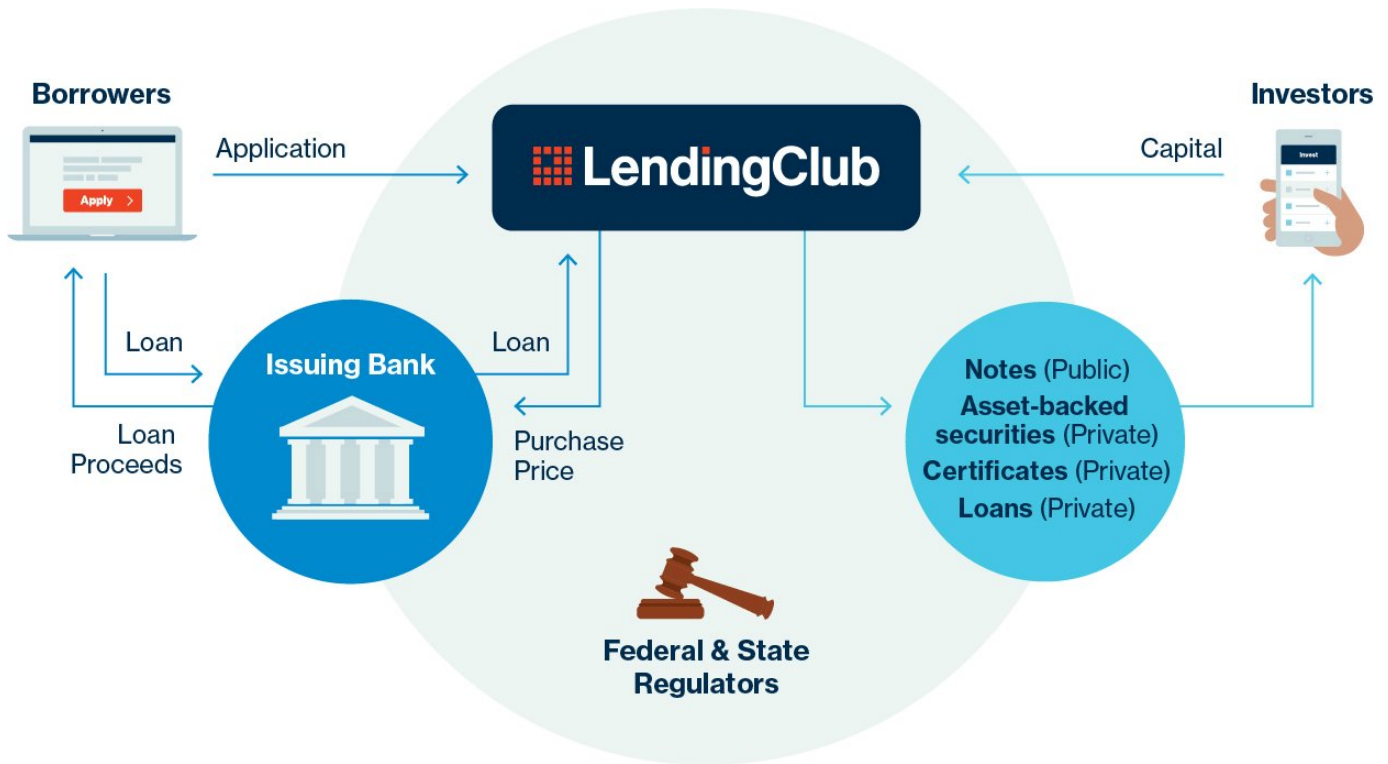 Borrowers
Investors
Application
LendingClub
Capital
Apply
Invest
Loan
Issuing Bank
Loan
Loan
Proceeds
Purchase
Price
Notes (Public)
Asset-backed
securities (Private)
Certificates (Private)
Loans (Private)
Federal & State
Regulators